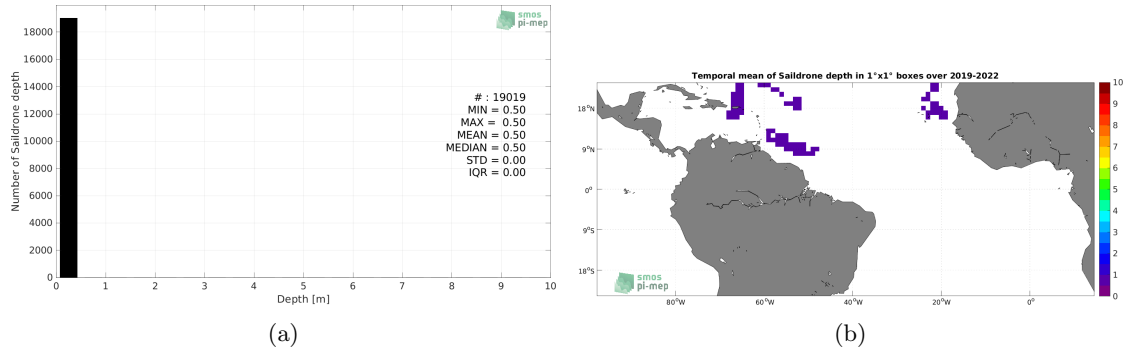 smos
pi-mep
18000
16000
14000
12000
10000
8000
6000
4000
2000
0
Number of Saildrone depth
# : 19019
MIN = 0.50
MAX = 0.50
MEAN = 0.50
MEDIAN = 0.50
STD = 0.00
IQR = 0.00
0 1 2 3 4 5 6 7 8 9 10
Depth [m]
(a)
Temporal mean of Saildrone depth in 1°x1° boxes over 2019-2022
18°N
9°N
0°
9°S
18°S
80°W 60°W 40°W 20°W 0°
10
9
8
7
6
5
4
3
2
1
0
smos
pi-mep
(b)